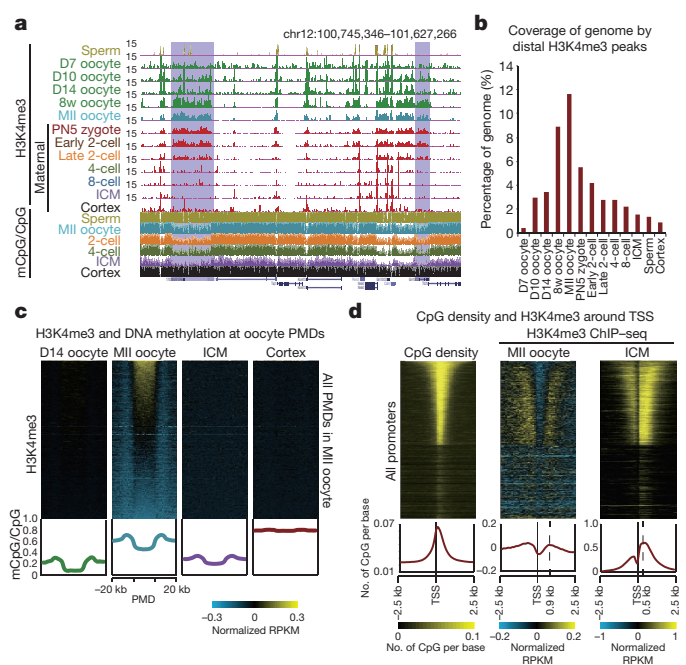 a
chr12:100,745,346–101,627,266
H3K4me3
Maternal
mCpG/CpG
Sperm 15
D7 oocyte 15
D10 oocyte 15
D14 oocyte 15
8w oocyte 15
MII oocyte 15
PN5 zygote 15
Early 2-cell 15
Late 2-cell 15
4-cell 15
8-cell 15
ICM 15
Cortex
Sperm
MII oocyte
2-cell
4-cell
ICM
Cortex
b
Coverage of genome by
distal H3K4me3 peaks
Percentage of genome (%)
14
12
10
8
6
4
2
0
D7 oocyte
D10 oocyte
D14 oocyte
8w oocyte
MII oocyte
PN5 zygote
Early 2-cell
Late 2-cell
4-cell
8-cell
ICM
Sperm
Cortex
c
H3K4me3 and DNA methylation at oocyte PMDs
D14 oocyte MII oocyte ICM Cortex
H3K4me3
All PMDs in MII oocyte
mCpG/CpG
1.0
0.8
0.6
0.4
0.2
0
–20 kb 20 kb
PMD
–0.3 0.3
Normalized RPKM
d
CpG density and H3K4me3 around TSS
H3K4me3 ChIP–seq
CpG density MII oocyte ICM
All promoters
No. of CpG per base
0.07
0.01
0.2
0
–0.2
1.0
0.5
0
–2.5 kb TSS 2.5 kb
–2.5 kb TSS 0.9 kb 2.5 kb
–2.5 kb TSS 0.5 kb 2.5 kb
0 0.1
No. of CpG per base
–0.2 0.2
Normalized
RPKM
–1 1
Normalized
RPKM